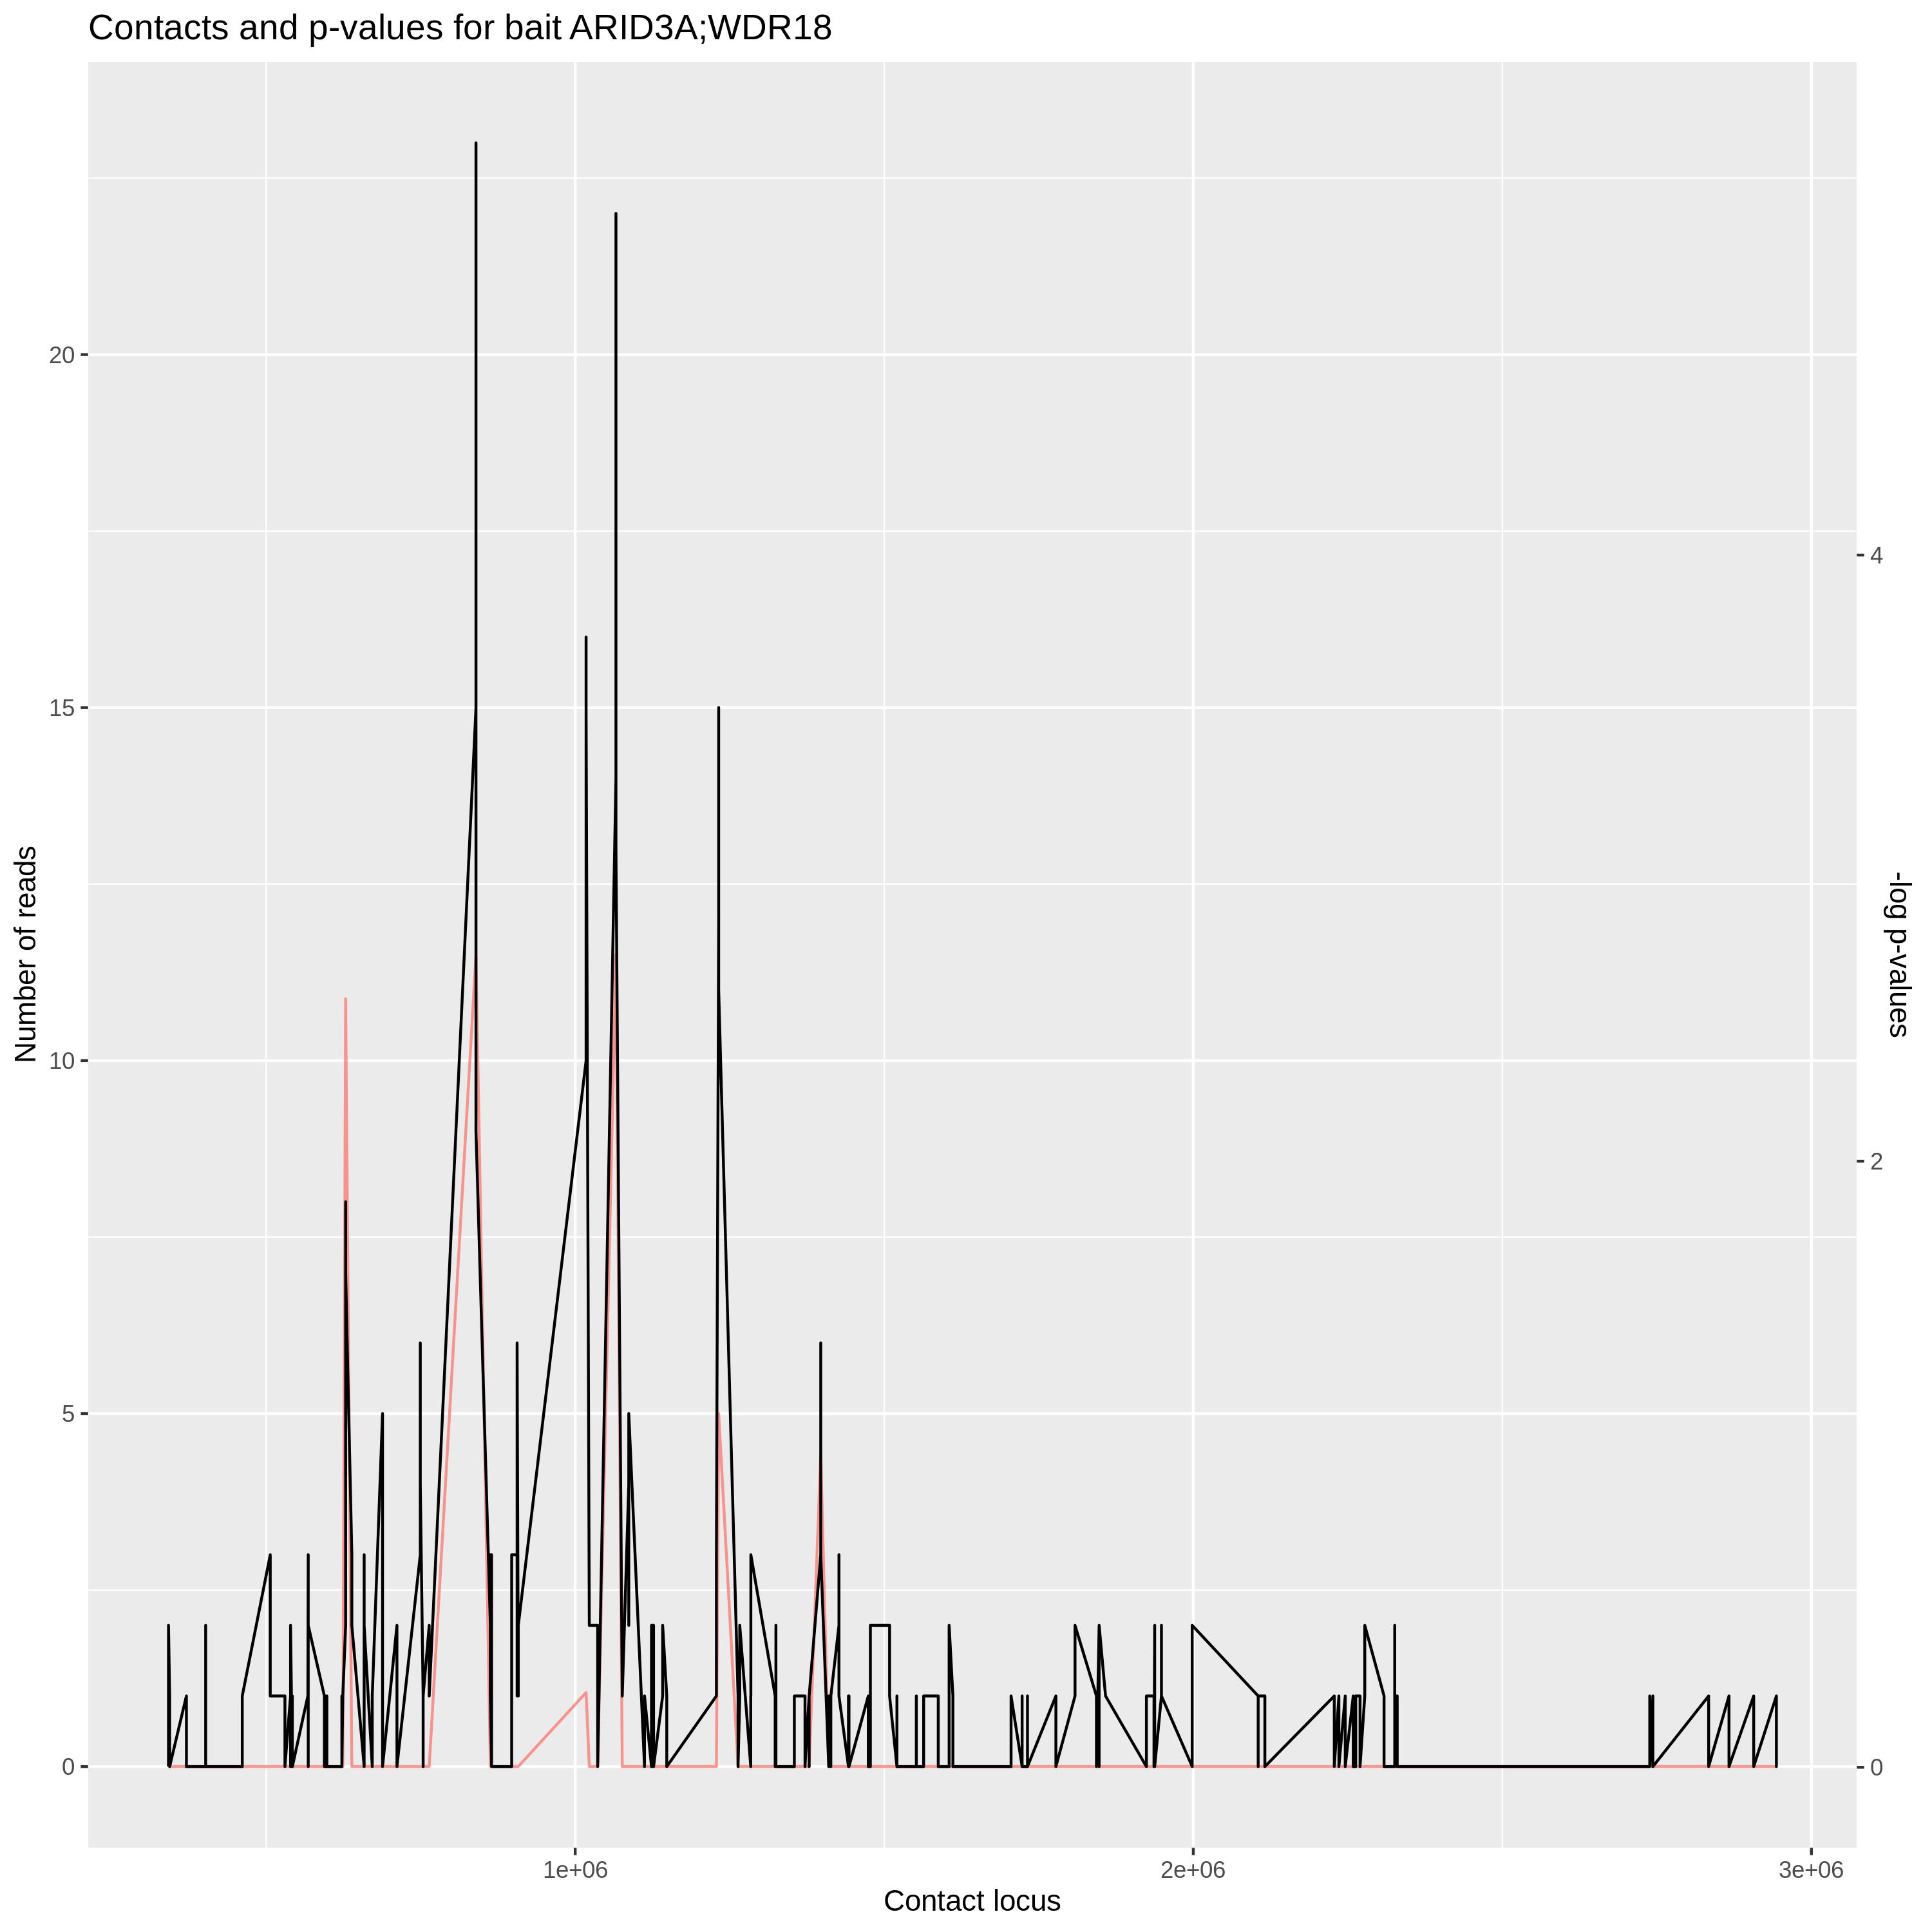 Contacts and p-values for bait ARID3A;WDR18
20
15
10
5
0
Number of reads
4
2
0
-log p-values
1e+06
2e+06
3e+06
Contact locus